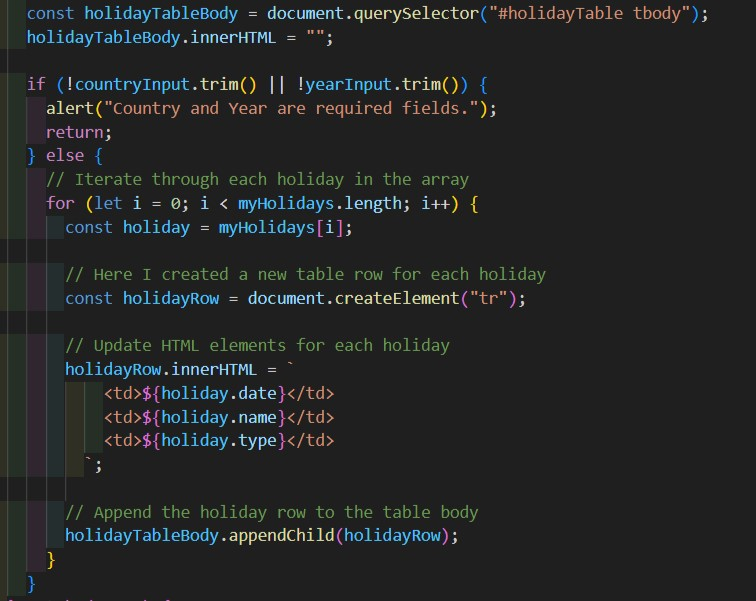 const holidayTableBody = document.querySelector("#holidayTable tbody");
holidayTableBody.innerHTML = "";
if (!countryInput.trim() || !yearInput.trim()) {
alert("Country and Year are required fields.");
return;
} else {
// Iterate through each holiday in the array
for (let i = 0; i < myHolidays.length; i++) {
const holiday = myHolidays[i];
// Here I created a new table row for each holiday
const holidayRow = document.createElement("tr");
// Update HTML elements for each holiday
holidayRow.innerHTML = `
<td>${holiday.date}</td>
<td>${holiday.name}</td>
<td>${holiday.type}</td>
`;
// Append the holiday row to the table body
holidayTableBody.appendChild(holidayRow);
}
}